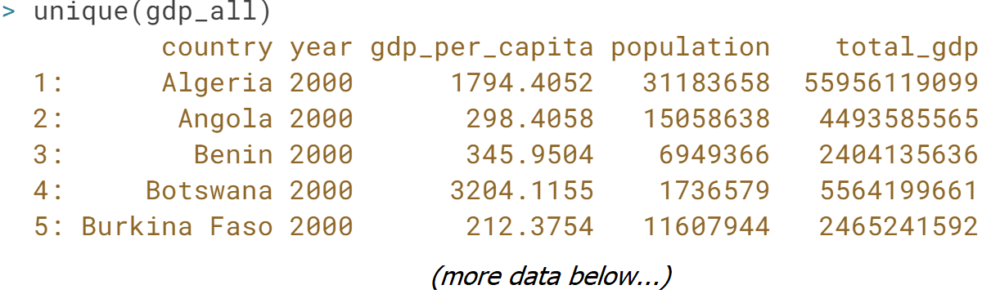 > unique(gdp_all)
country year gdp_per_capita population total_gdp
1: Algeria 2000 1794.4052 31183658 55956119099
2: Angola 2000 298.4058 15058638 4493585565
3: Benin 2000 345.9504 6949366 2404135636
4: Botswana 2000 3204.1155 1736579 5564199661
5: Burkina Faso 2000 212.3754 11607944 2465241592
(more data below...)